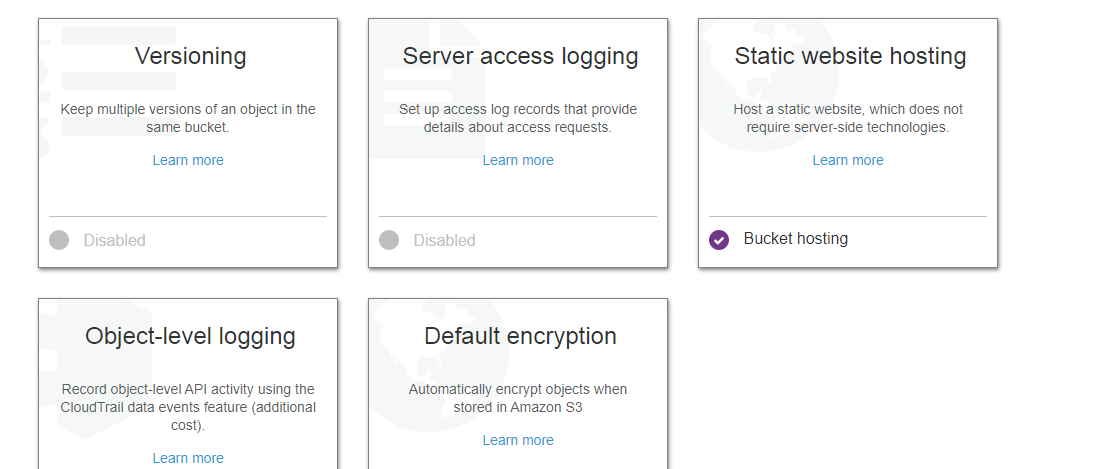 Versioning
Keep multiple versions of an object in the
same bucket.
Learn more
Disabled
Server access logging
Set up access log records that provide
details about access requests.
Learn more
Disabled
Static website hosting
Host a static website, which does not
require server-side technologies.
Learn more
Bucket hosting
Object-level logging
Record object-level API activity using the
CloudTrail data events feature (additional
cost).
Learn more
Default encryption
Automatically encrypt objects when
stored in Amazon S3
Learn more